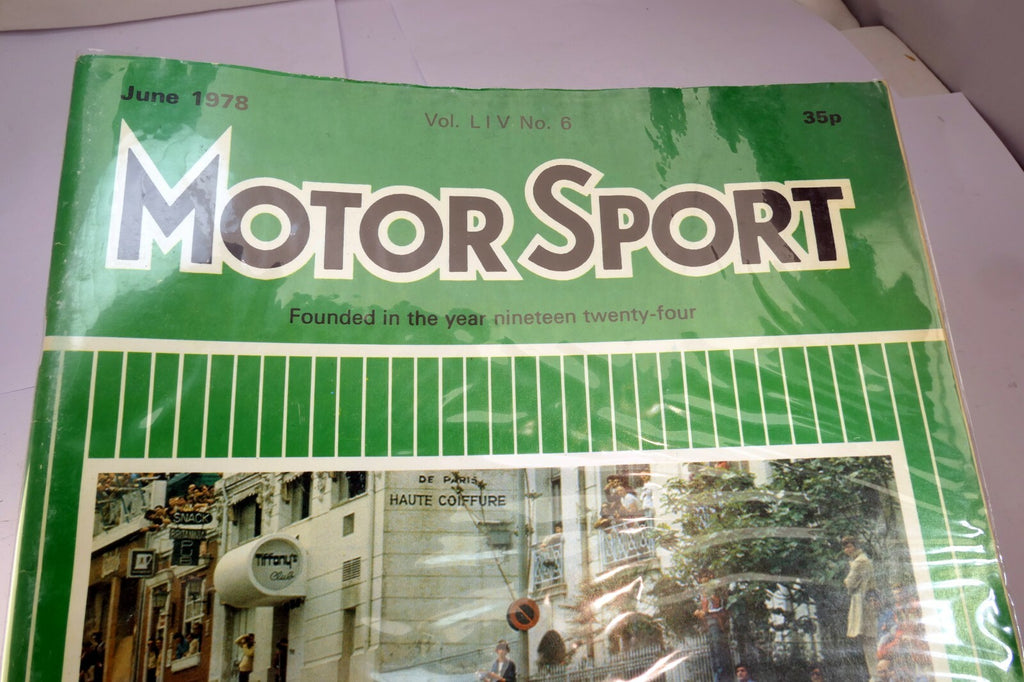 June 1978
Vol. LIV No. 6
35p
MOTOR SPORT
Founded in the year nineteen twenty-four
DE PARIS
HAUTE COIFFURE
SNACK
Tiffany's
Club